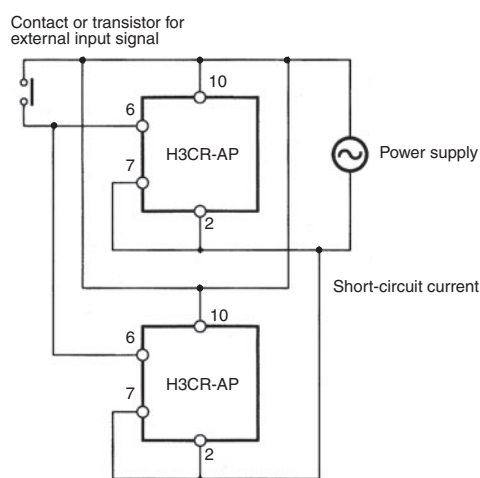 Contact or transistor for
external input signal
10
6
H3CR-AP
Power supply
7
2
Short-circuit current
10
6
H3CR-AP
7
2